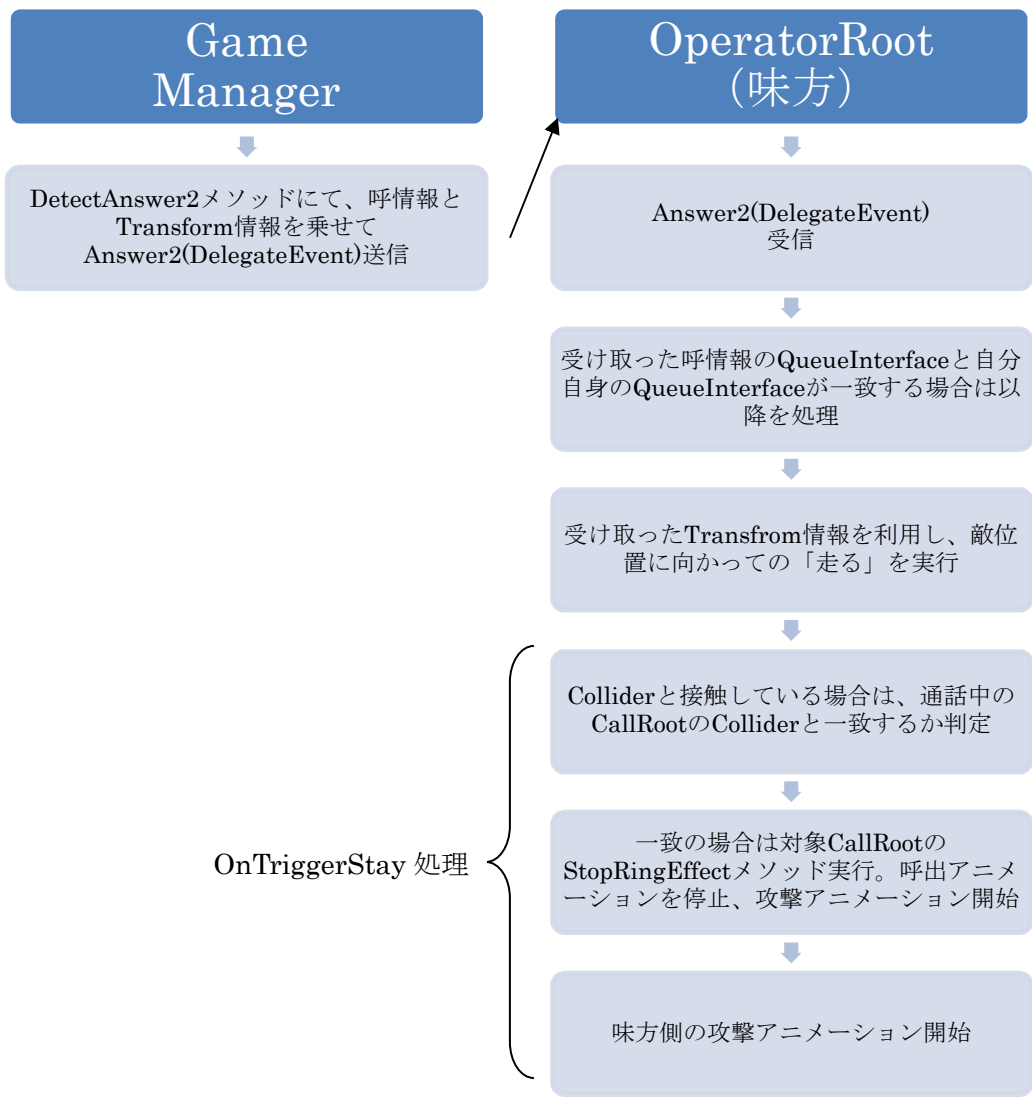 Game
Manager
DetectAnswer2メソッドにて、呼情報と
Transform情報を乗せて
Answer2(DelegateEvent)送信
OperatorRoot
（味方）
Answer2(DelegateEvent)
受信
受け取った呼情報のQueueInterfaceと自分
自身のQueueInterfaceが一致する場合は以
降を処理
受け取ったTransfrom情報を利用し、敵位
置に向かっての「走る」を実行
Colliderと接触している場合は、通話中の
CallRootのColliderと一致するか判定
一致の場合は対象CallRootの
StopRingEffectメソッド実行。呼出アニメ
ーションを停止、攻撃アニメーション開始
味方側の攻撃アニメーション開始
OnTriggerStay 処理